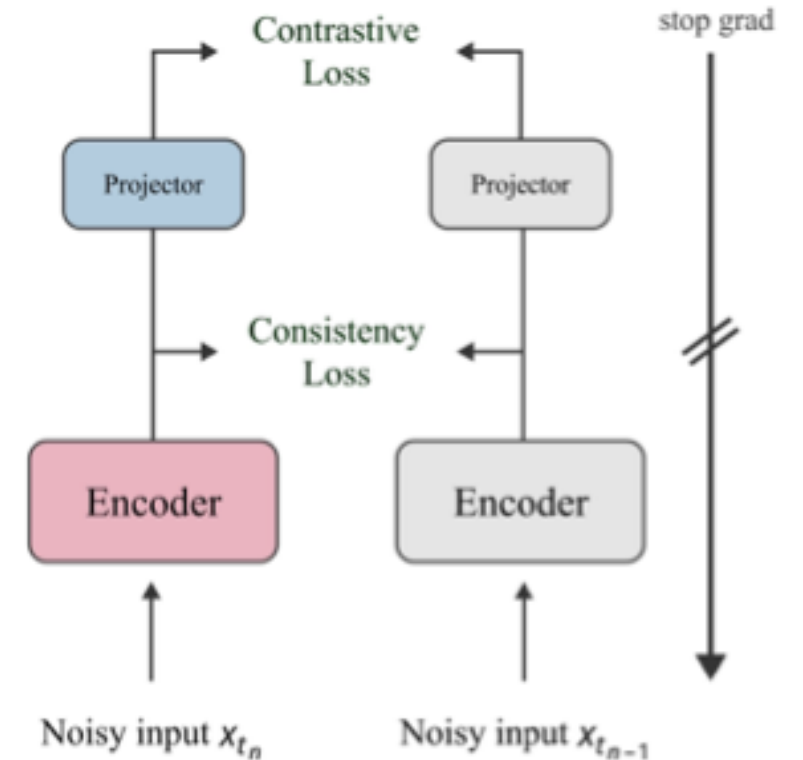 Contrastive
Loss
stop grad
Projector
Projector
Consistency
Loss
Encoder
Encoder
Noisy input x_{t_n}
Noisy input x_{t_{n-1}}